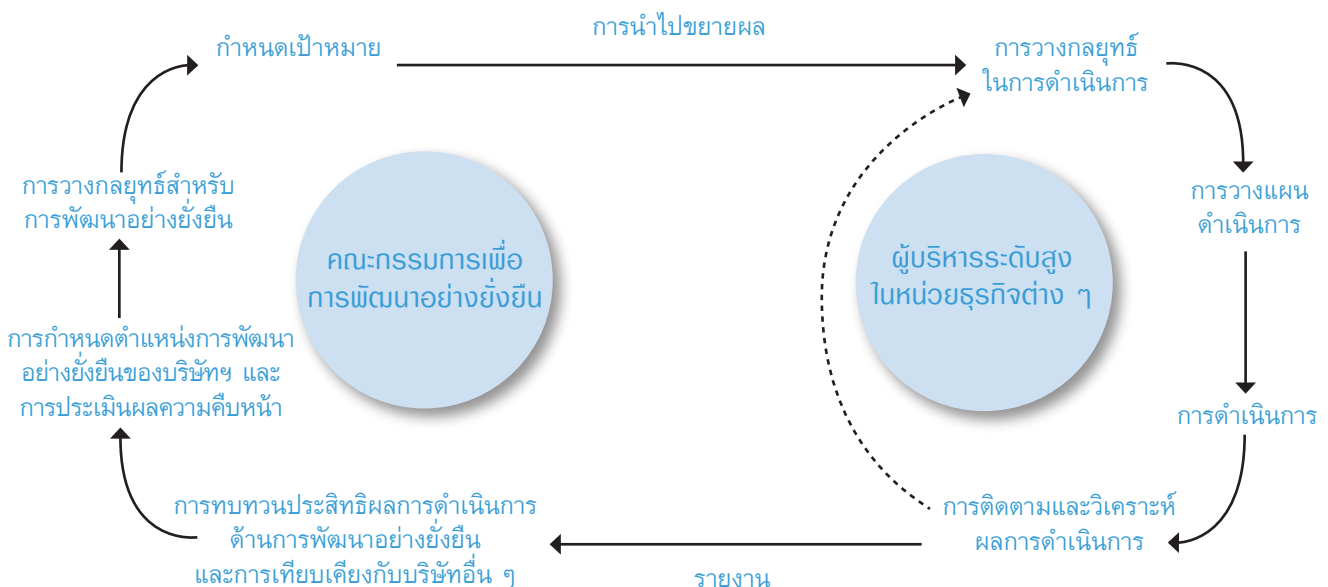 การนำไปขยายผล
กำหนดเป้าหมาย
การวางกลยุทธ์
ในการดำเนินการ
การวางกลยุทธ์สำหรับ
การพัฒนาอย่างยั่งยืน
การวางแผน
ดำเนินการ
คณะกรรมการเพื่อ
การพัฒนาอย่างยั่งยืน
ผู้บริหารระดับสูง
ในหน่วยธุรกิจต่าง ๆ
การกำหนดตำแหน่งการพัฒนา
อย่างยั่งยืนของบริษัทฯ และ
การประเมินผลความคืบหน้า
การดำเนินการ
การทบทวนประสิทธิผลการดำเนินการ
ด้านการพัฒนาอย่างยั่งยืน
และการเทียบเคียงกับบริษัทอื่น ๆ
การติดตามและวิเคราะห์
ผลการดำเนินการ
รายงาน